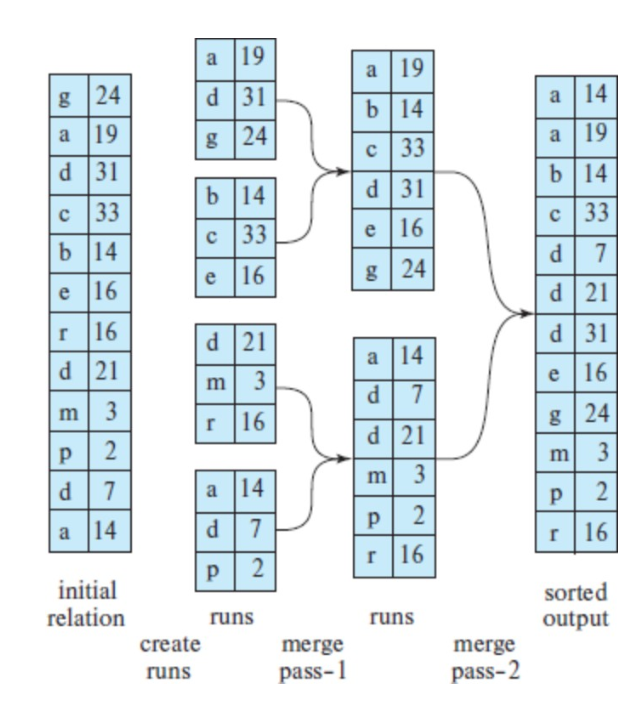 g 24
a 19
d 31
c 33
b 14
e 16
r 16
d 21
m 3
p 2
d 7
a 14
initial
relation
create
runs
a 19
d 31
g 24
b 14
c 33
e 16
d 21
m 3
r 16
a 14
d 7
p 2
runs
merge
pass-1
a 19
b 14
c 33
d 31
e 16
g 24
a 14
d 7
d 21
m 3
p 2
r 16
runs
merge
pass-2
a 14
a 19
b 14
c 33
d 7
d 21
d 31
e 16
g 24
m 3
p 2
r 16
sorted
output